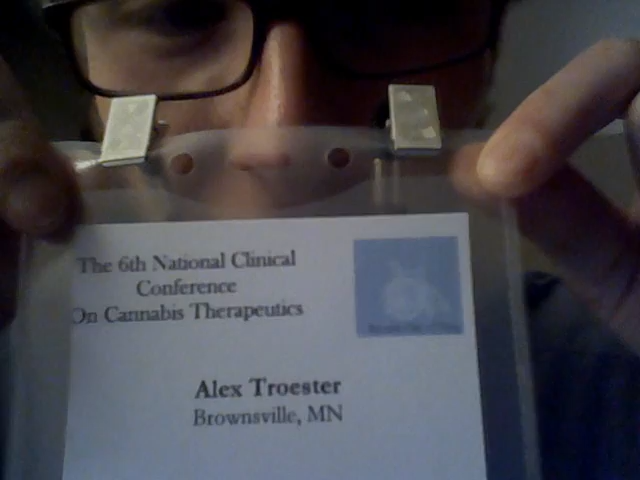 The 6th National Clinical
Conference
On Cannabis Therapeutics
Alex Troester
Brownsville, MN